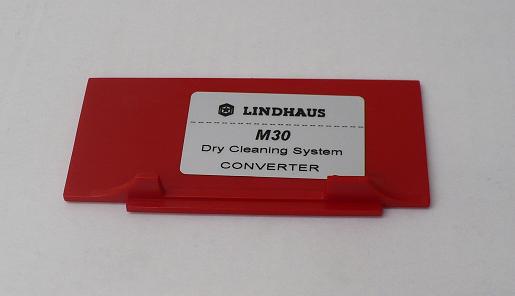 LINDHAUS
M30
Dry Cleaning System
CONVERTER